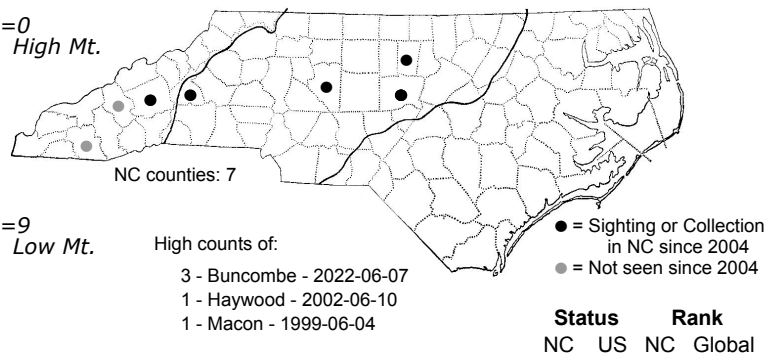 =0
High Mt.
NC counties: 7
=9
Low Mt.
High counts of:
3 - Buncombe - 2022-06-07
1 - Haywood - 2002-06-10
1 - Macon - 1999-06-04
● = Sighting or Collection
in NC since 2004
● = Not seen since 2004
Status Rank
NC US NC Global